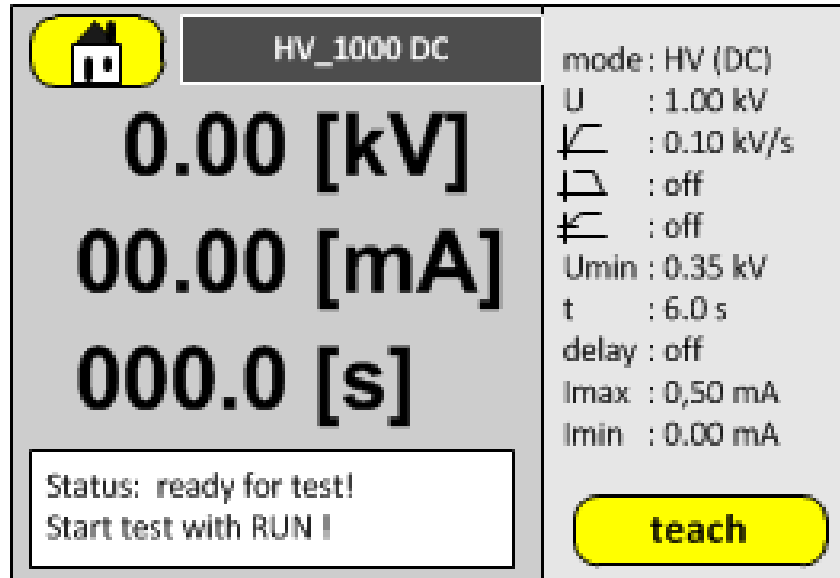 HV_1000 DC
0.00 [kV]
00.00 [mA]
000.0 [s]
Status: ready for test!
Start test with RUN !
mode : HV (DC)
U : 1.00 kV
: 0.10 kV/s
: off
: off
Umin : 0.35 kV
t : 6.0 s
delay : off
Imax : 0,50 mA
Imin : 0.00 mA
teach